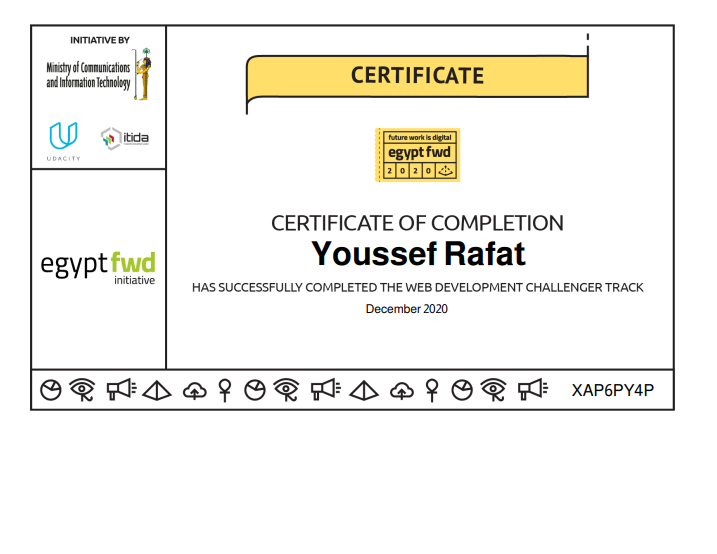 INITIATIVE BY
Ministry of Communications
and Information Technology
UDACITY
itida
egyptfwd
initiative
CERTIFICATE
future work is digital
egypt fwd
2 0 2 0
CERTIFICATE OF COMPLETION
Youssef Rafat
HAS SUCCESSFULLY COMPLETED THE WEB DEVELOPMENT CHALLENGER TRACK
December 2020
XAP6PY4P